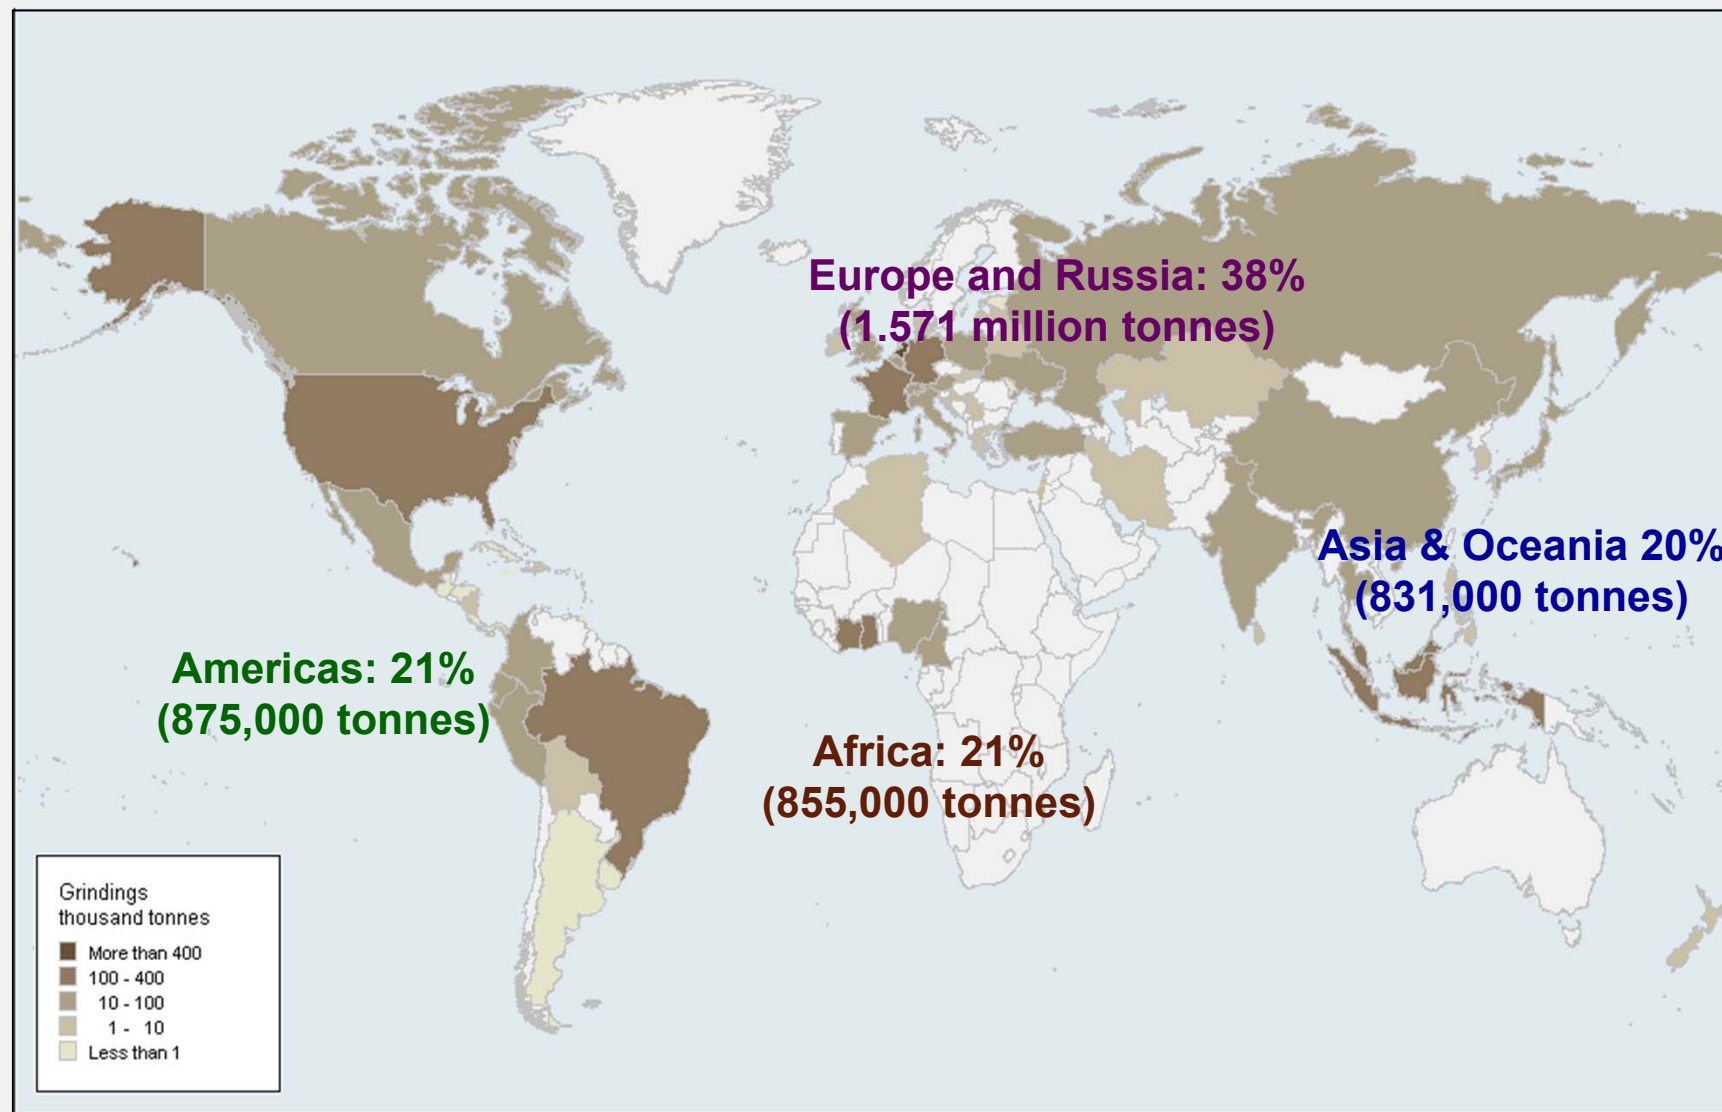 Europe and Russia: 38%
(1.571 million tonnes)
Asia & Oceania 20%
(831,000 tonnes)
Americas: 21%
(875,000 tonnes)
Africa: 21%
(855,000 tonnes)
Grindings
thousand tonnes
More than 400
100 - 400
10 - 100
1 - 10
Less than 1